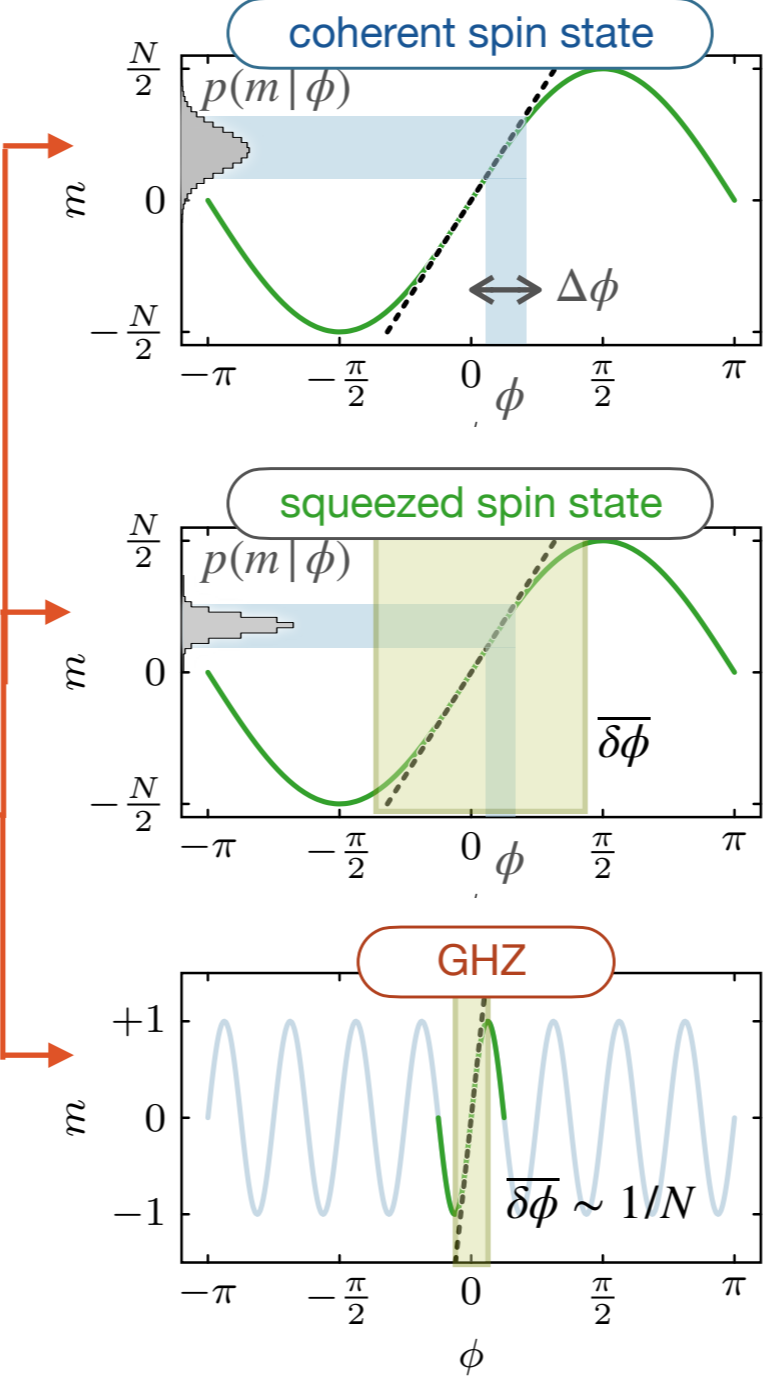 coherent spin state
p(m|ϕ)
N/2
0
−N/2
m
Δϕ
−π
−π/2
0
π/2
π
ϕ
squeezed spin state
p(m|ϕ)
N/2
0
−N/2
m
δϕ̅
−π
−π/2
0
π/2
π
ϕ
GHZ
+1
0
−1
m
δϕ̅ ~ 1/N
−π
−π/2
0
π/2
π
ϕ